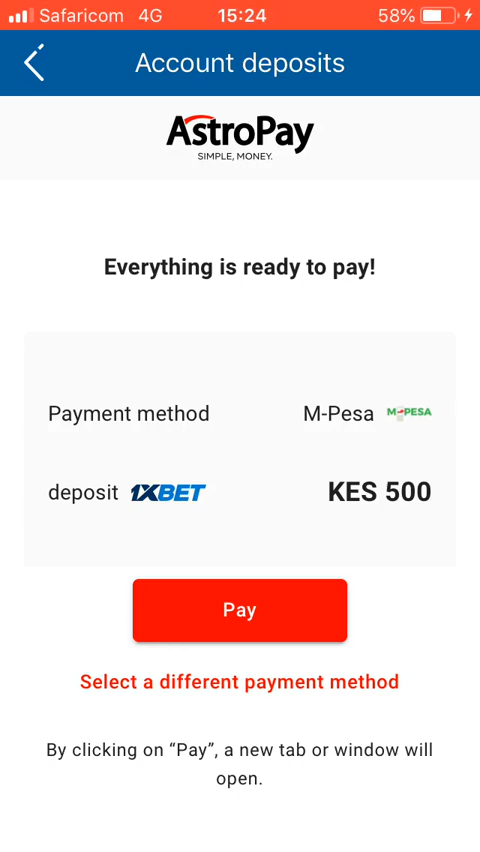 Safaricom 4G 15:24 58%
Account deposits
AstroPay
SIMPLE, MONEY.
Everything is ready to pay!
Payment method M-Pesa M-PESA
deposit 1XBET KES 500
Pay
Select a different payment method
By clicking on “Pay”, a new tab or window will
open.